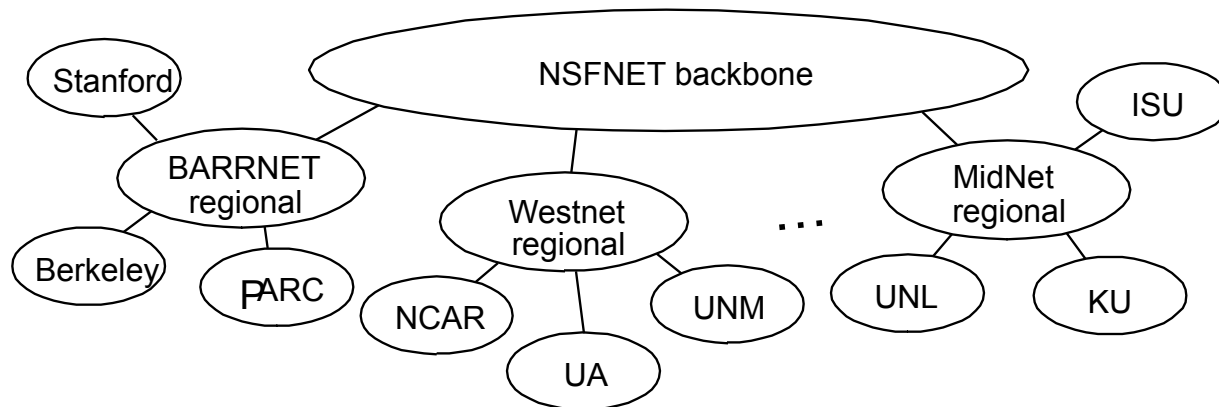 NSFNET backbone
Stanford
ISU
BARRNET
regional
MidNet
regional
Westnet
regional
...
Berkeley
PARC
NCAR
UNM
UNL
KU
UA